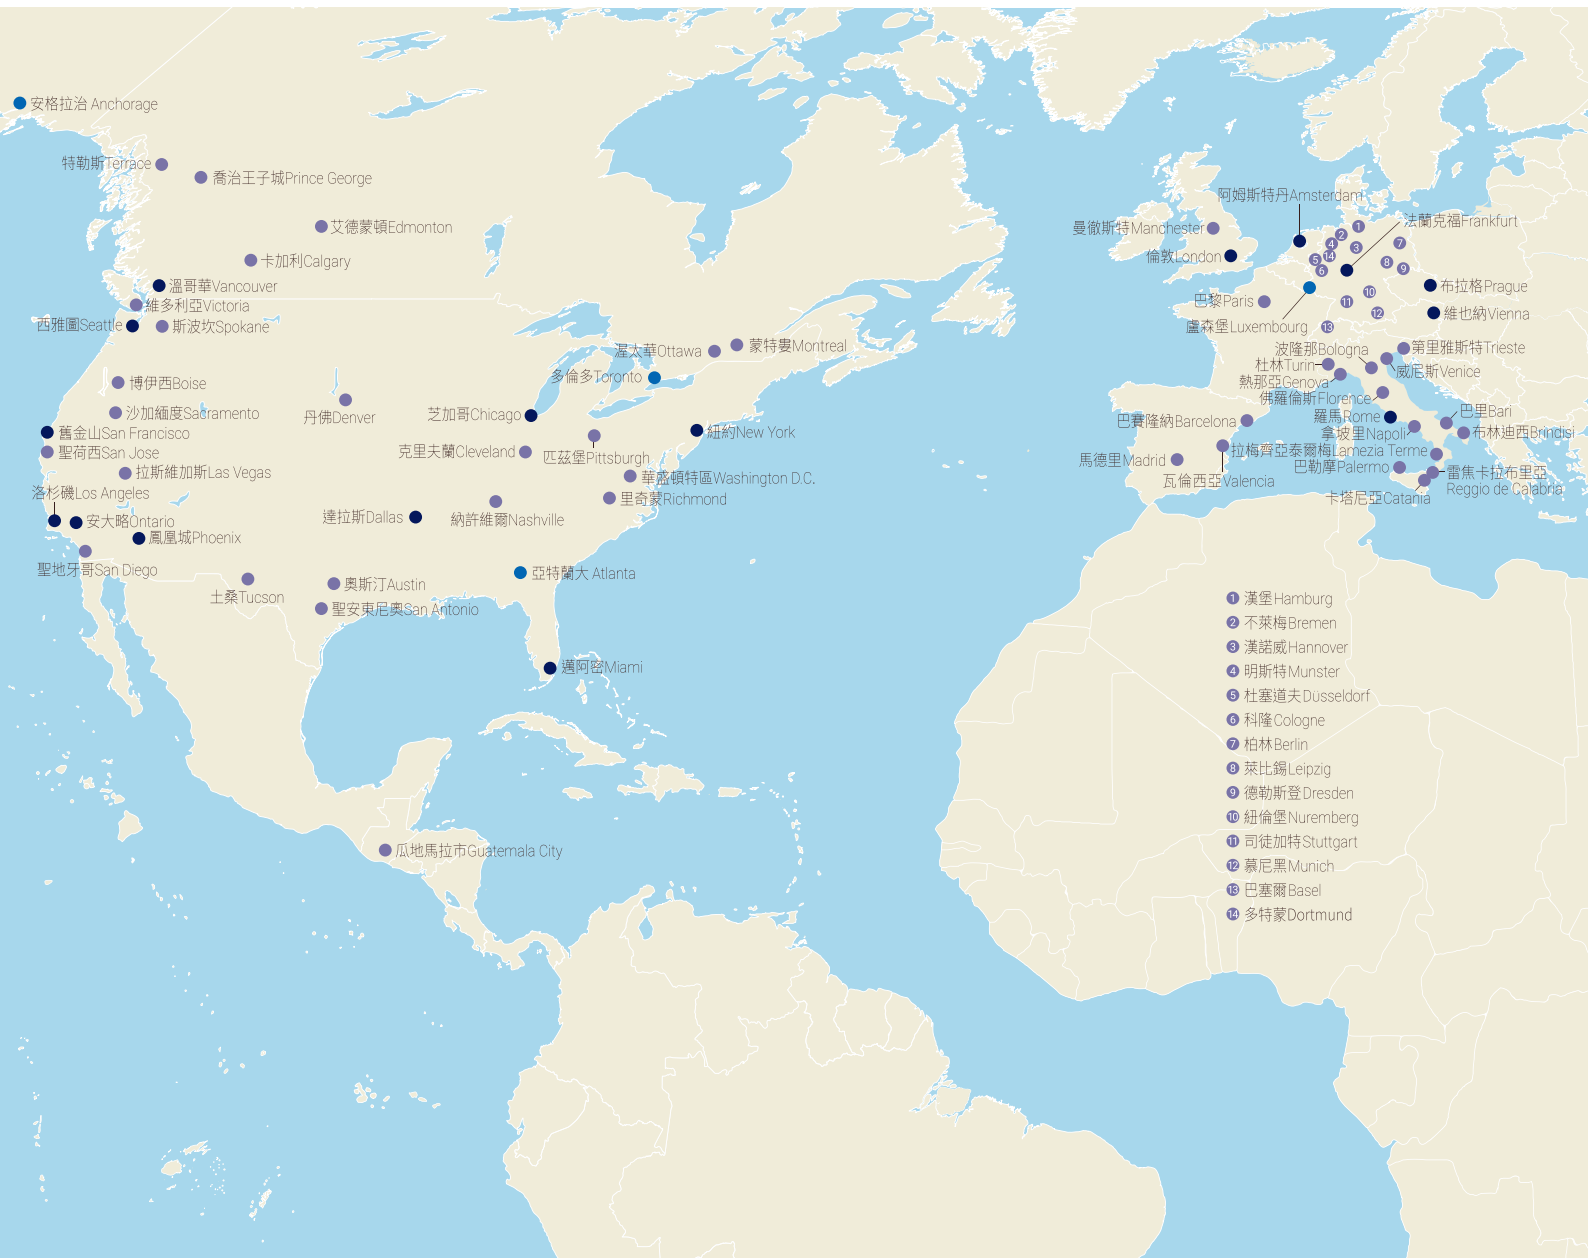 安格拉治 Anchorage
特勒斯Terrace
喬治王子城Prince George
艾德蒙頓Edmonton
卡加利Calgary
溫哥華Vancouver
維多利亞Victoria
西雅圖Seattle
斯波坎Spokane
渥太華Ottawa
蒙特婁Montreal
多倫多Toronto
博伊西Boise
沙加緬度Sacramento
丹佛Denver
芝加哥Chicago
舊金山San Francisco
紐約New York
聖荷西San Jose
克里夫蘭Cleveland
匹茲堡Pittsburgh
拉斯維加斯Las Vegas
華盛頓特區Washington D.C.
洛杉磯Los Angeles
里奇蒙Richmond
安大略Ontario
達拉斯Dallas
納許維爾Nashville
鳳凰城Phoenix
聖地牙哥San Diego
亞特蘭大 Atlanta
土桑Tucson
奧斯汀Austin
聖安東尼奧San Antonio
邁阿密Miami
瓜地馬拉市Guatemala City
阿姆斯特丹Amsterdam
曼徹斯特Manchester
法蘭克福Frankfurt
倫敦London
1
2
3
4
5
6
7
8
9
10
11
12
13
14
布拉格Prague
巴黎Paris
維也納Vienna
盧森堡Luxembourg
波隆那Bologna
第里雅斯特Trieste
杜林Turin
威尼斯Venice
熱那亞Genova
佛羅倫斯Florence
巴賽隆納Barcelona
羅馬Rome
巴里Bari
拿坡里Napoli
布林迪西Brindisi
拉梅齊亞泰爾梅Lamezia Terme
馬德里Madrid
巴勒摩Palermo
瓦倫西亞Valencia
雷焦卡拉布里亞
Reggio de Calabria
卡塔尼亞Catania
1 漢堡Hamburg
2 不萊梅Bremen
3 漢諾威Hannover
4 明斯特Munster
5 杜塞道夫Düsseldorf
6 科隆Cologne
7 柏林Berlin
8 萊比錫Leipzig
9 德勒斯登Dresden
10 紐倫堡Nuremberg
11 司徒加特Stuttgart
12 慕尼黑Munich
13 巴塞爾Basel
14 多特蒙Dortmund